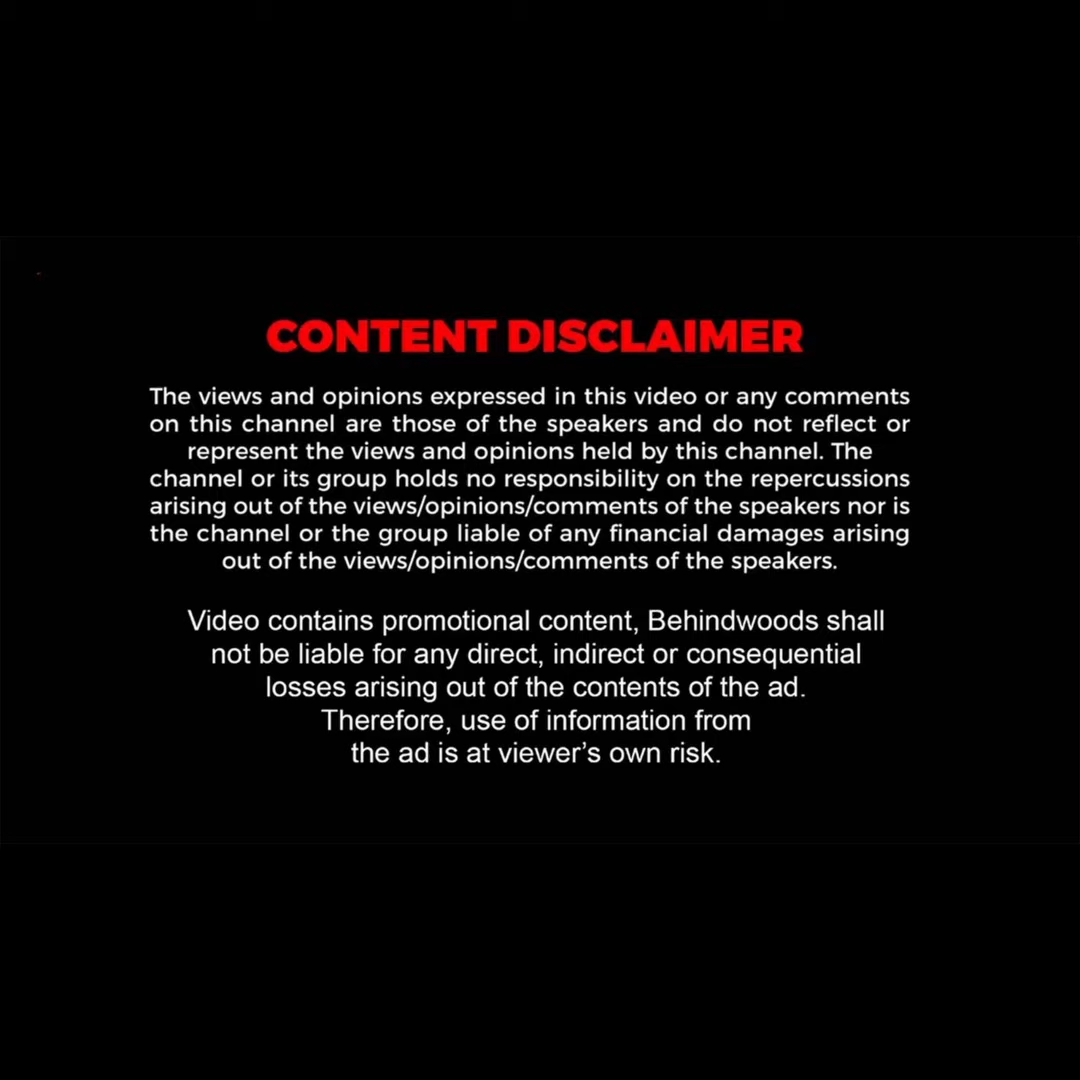 CONTENT DISCLAIMER
The views and opinions expressed in this video or any comments
on this channel are those of the speakers and do not reflect or
represent the views and opinions held by this channel. The
channel or its group holds no responsibility on the repercussions
arising out of the views/opinions/comments of the speakers nor is
the channel or the group liable of any financial damages arising
out of the views/opinions/comments of the speakers.
Video contains promotional content, Behindwoods shall
not be liable for any direct, indirect or consequential
losses arising out of the contents of the ad.
Therefore, use of information from
the ad is at viewer’s own risk.